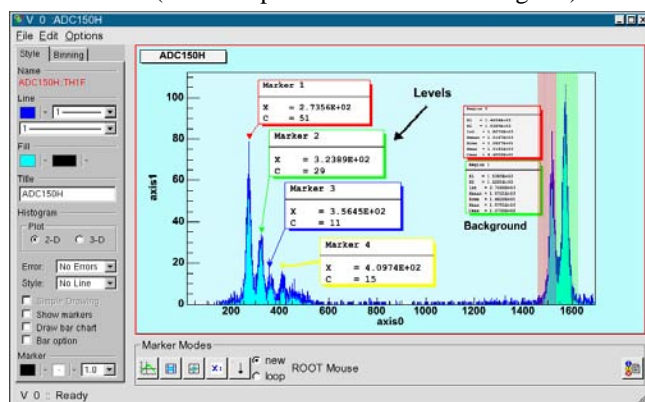 V 0 :ADC150H
File Edit Options
Style Binning
Name
ADC150H::TH1F
Line
1
1
Fill
Title
ADC150H
Histogram
Plot
2-D 3-D
Error: No Errors
Style: No Line
Simple Drawing
Show markers
Draw bar chart
Bar option
Marker
1.0
ADC150H
Marker 1
X = 2.7356E+02
C = 51
Marker 2
X = 3.2389E+02
C = 29
Marker 3
X = 3.5645E+02
C = 11
Marker 4
X = 4.0974E+02
C = 15
Levels
Background
axis1
100
80
60
40
20
0
200 400 600 800 1000 1200 1400 1600
axis0
Marker Modes
new
loop
ROOT Mouse
V 0 :: Ready